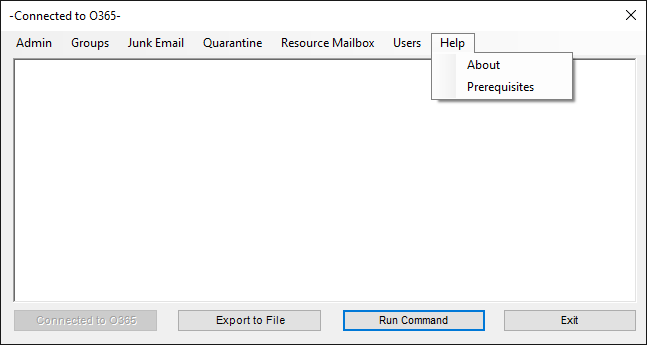 -Connected to O365-
Admin Groups Junk Email Quarantine Resource Mailbox Users Help
About
Prerequisites
Connected to O365 Export to File Run Command Exit